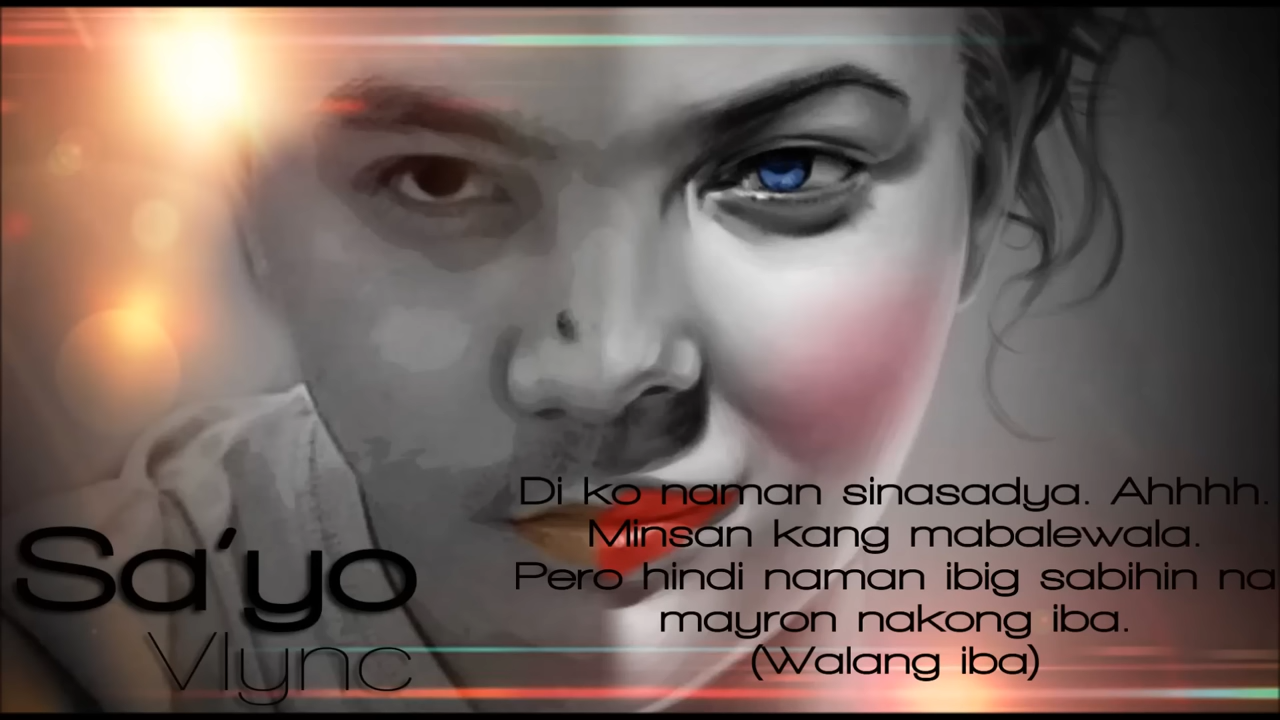 Di ko naman sinasadya. Ahhhh.
Minsan kang mabalewala.
Pero hindi naman ibig sabihin na
mayron nakong iba.
(Walang iba)
Sa'yo
Vlync